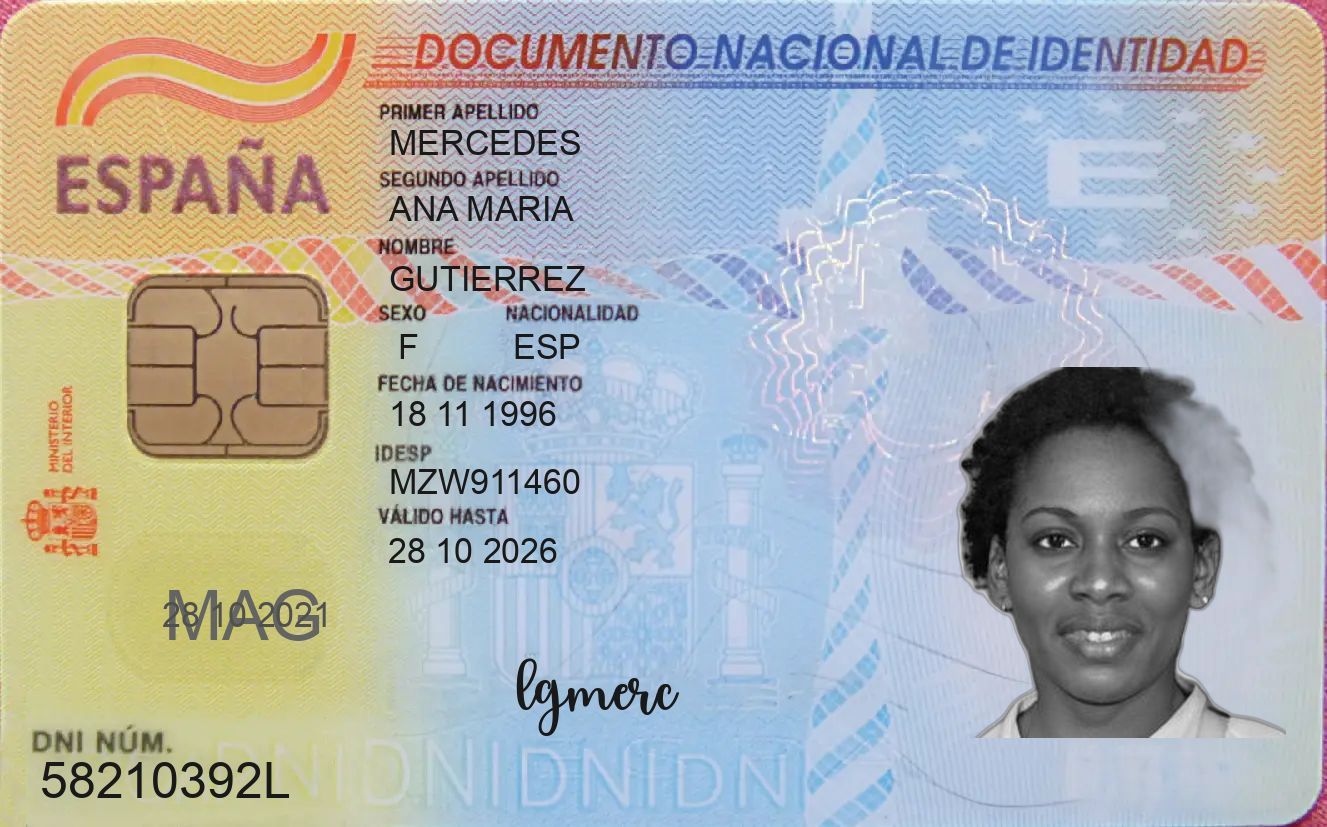 DOCUMENTO NACIONAL DE IDENTIDAD
ESPAÑA
PRIMER APELLIDO
MERCEDES
SEGUNDO APELLIDO
ANA MARIA
NOMBRE
GUTIERREZ
SEXO NACIONALIDAD
F ESP
FECHA DE NACIMIENTO
18 11 1996
IDESP
MZW911460
VÁLIDO HASTA
28 10 2026
MINISTERIO
DEL INTERIOR
E
28 10 2021
MAG
lgmerc
DNI NÚM.
58210392L
DNIDNIDNIDNIDNI